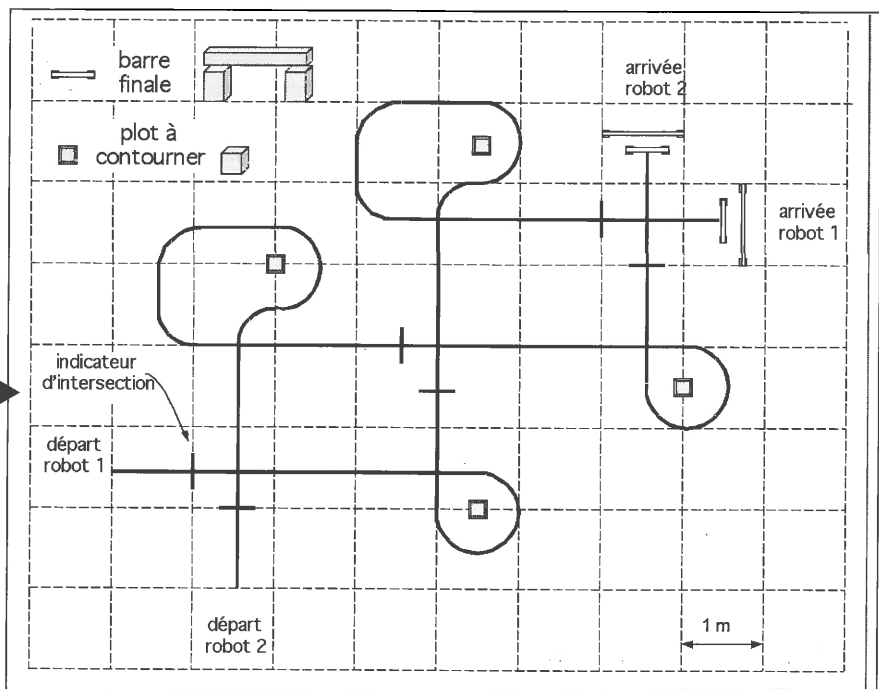 barre
finale
arrivée
robot 2
plot à
contourner
arrivée
robot 1
indicateur
d'intersection
départ
robot 1
départ
robot 2
1 m